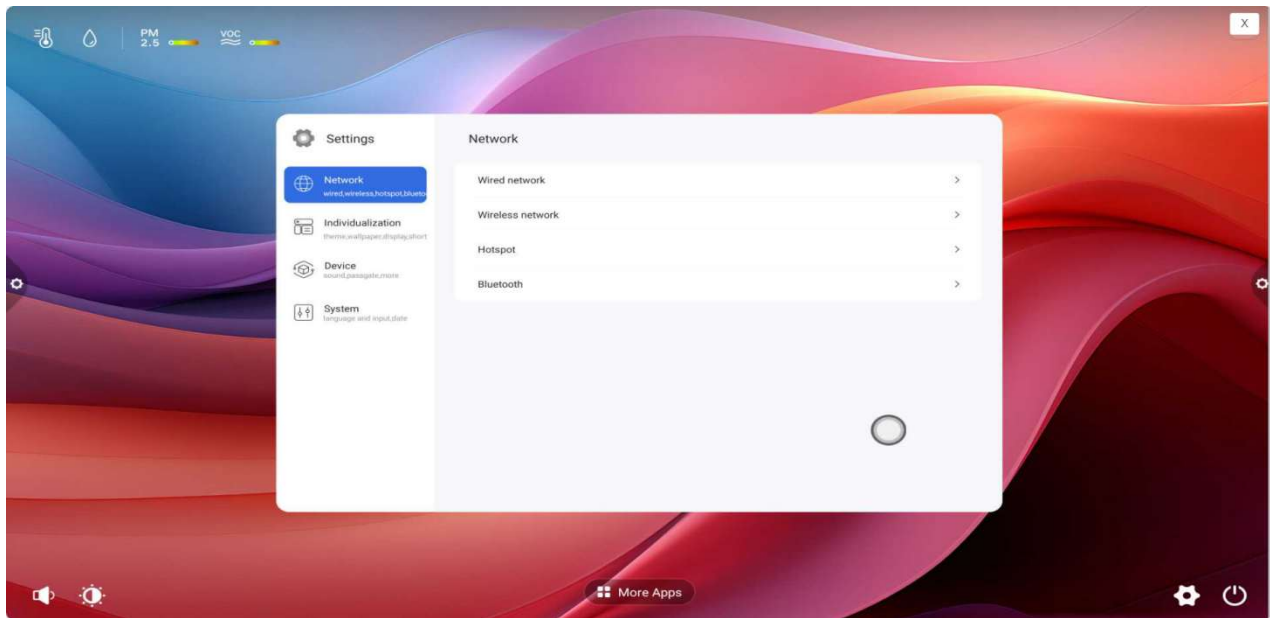 PM
2.5
VOC
X
Settings
Network
wired,wireless,hotspot,blueto
Individualization
theme,wallpaper,display,short
Device
sound,passgate,more
System
language and input,date
Network
Wired network
Wireless network
Hotspot
Bluetooth
More Apps